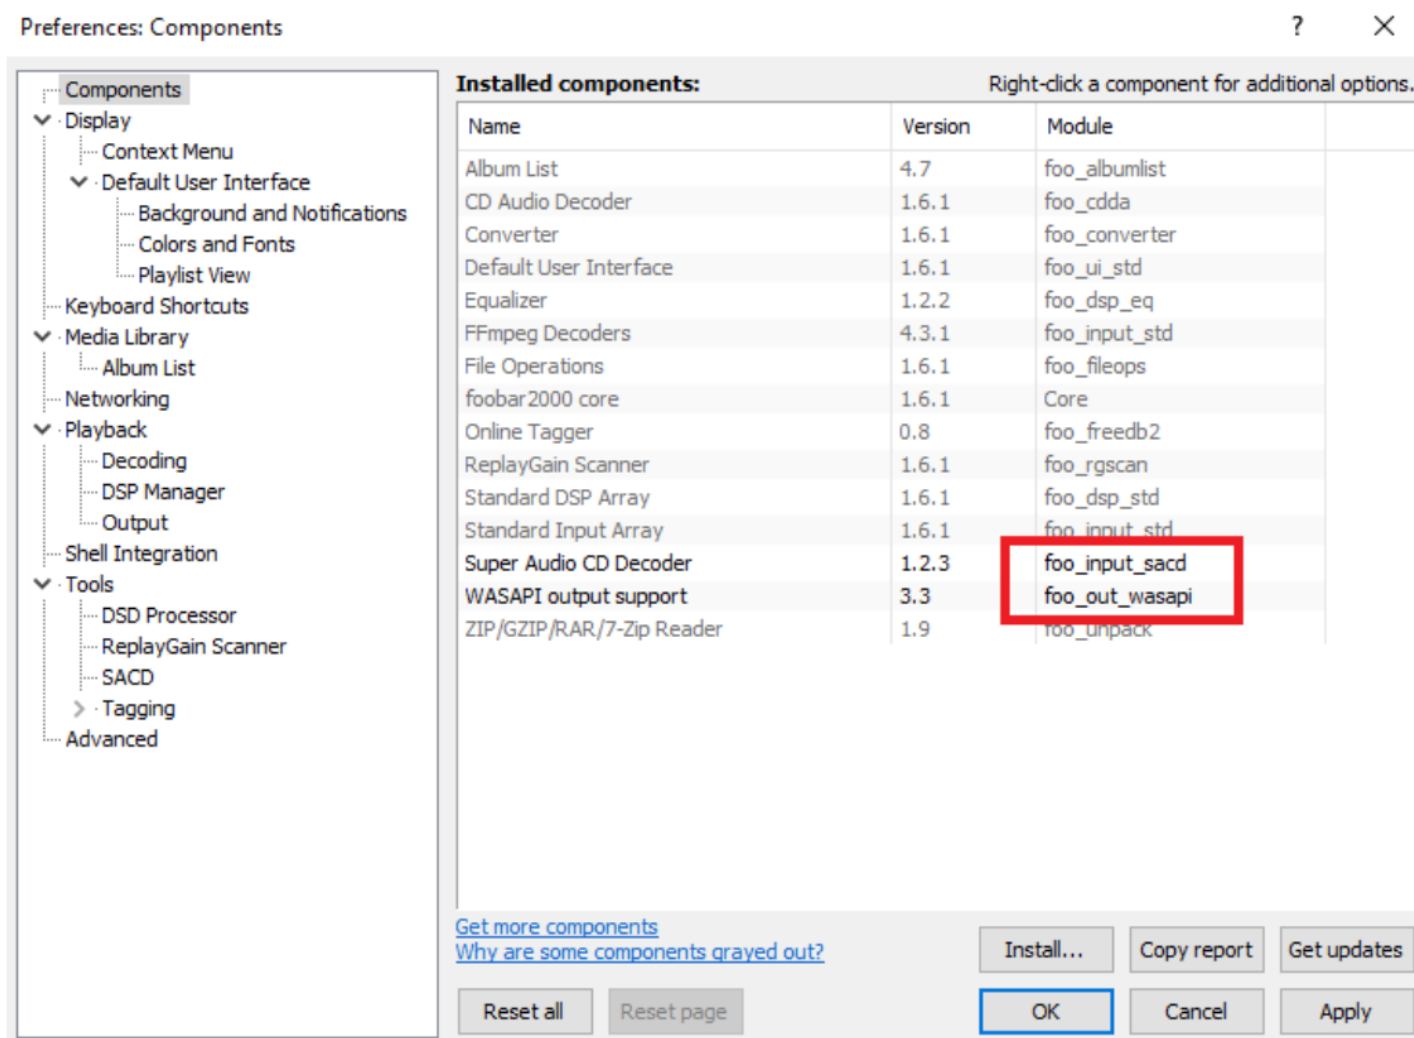 Preferences: Components
?
Components
Display
Context Menu
Default User Interface
Background and Notifications
Colors and Fonts
Playlist View
Keyboard Shortcuts
Media Library
Album List
Networking
Playback
Decoding
DSP Manager
Output
Shell Integration
Tools
DSD Processor
ReplayGain Scanner
SACD
Tagging
Advanced
Installed components: Right-click a component for additional options.
Name Version Module
Album List 4.7 foo_albumlist
CD Audio Decoder 1.6.1 foo_cdda
Converter 1.6.1 foo_converter
Default User Interface 1.6.1 foo_ui_std
Equalizer 1.2.2 foo_dsp_eq
FFmpeg Decoders 4.3.1 foo_input_std
File Operations 1.6.1 foo_fileops
foobar2000 core 1.6.1 Core
Online Tagger 0.8 foo_freedb2
ReplayGain Scanner 1.6.1 foo_rgscan
Standard DSP Array 1.6.1 foo_dsp_std
Standard Input Array 1.6.1 foo_input_std
Super Audio CD Decoder 1.2.3 foo_input_sacd
WASAPI output support 3.3 foo_out_wasapi
ZIP/GZIP/RAR/7-Zip Reader 1.9 foo_unpack
Get more components
Why are some components grayed out?
Install... Copy report Get updates
Reset all Reset page OK Cancel Apply